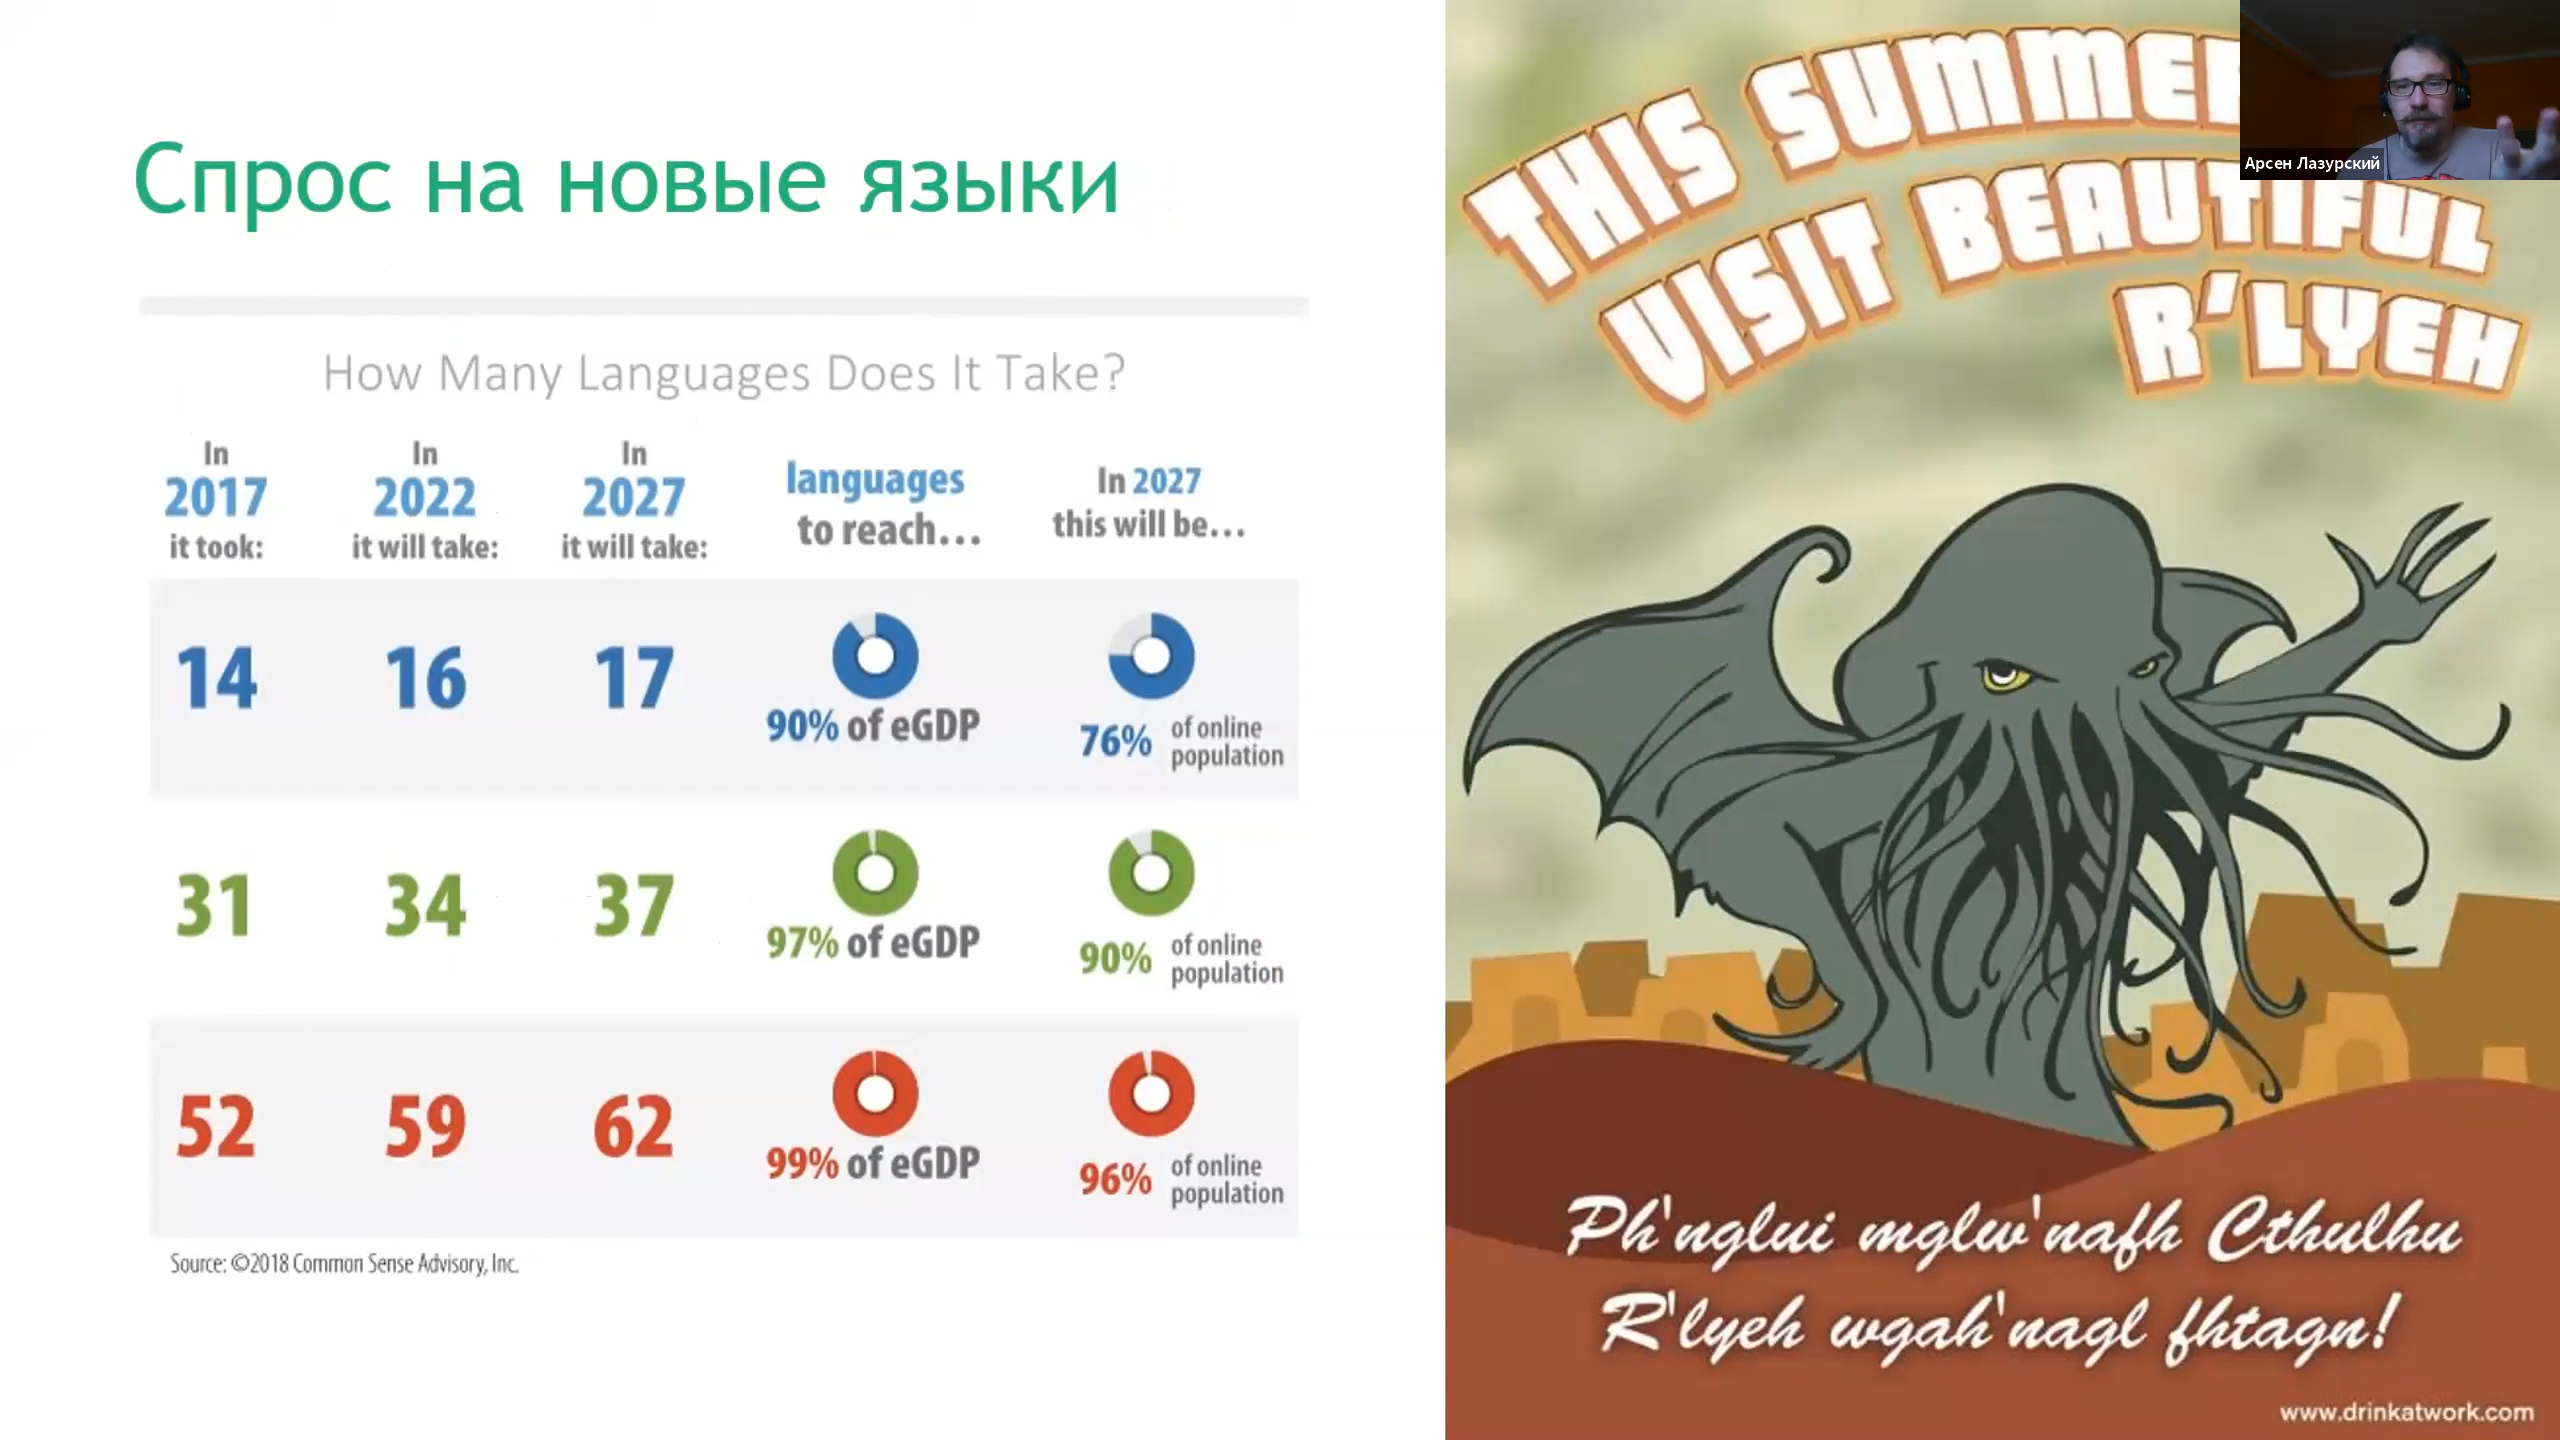 Спрос на новые языки
How Many Languages Does It Take?
In
2017
it took:
In
2022
it will take:
In
2027
it will take:
languages
to reach…
In 2027
this will be…
14
16
17
90% of eGDP
76%
of online
population
31
34
37
97% of eGDP
90%
of online
population
52
59
62
99% of eGDP
96%
of online
population
Source: ©2018 Common Sense Advisory, Inc.
THIS SUMMER
VISIT BEAUTIFUL
R'LYEH
Арсен Лазурский
Ph'nglui mglw'nafh Cthulhu
R'lyeh wgah'nagl fhtagn!
www.drinkatwork.com